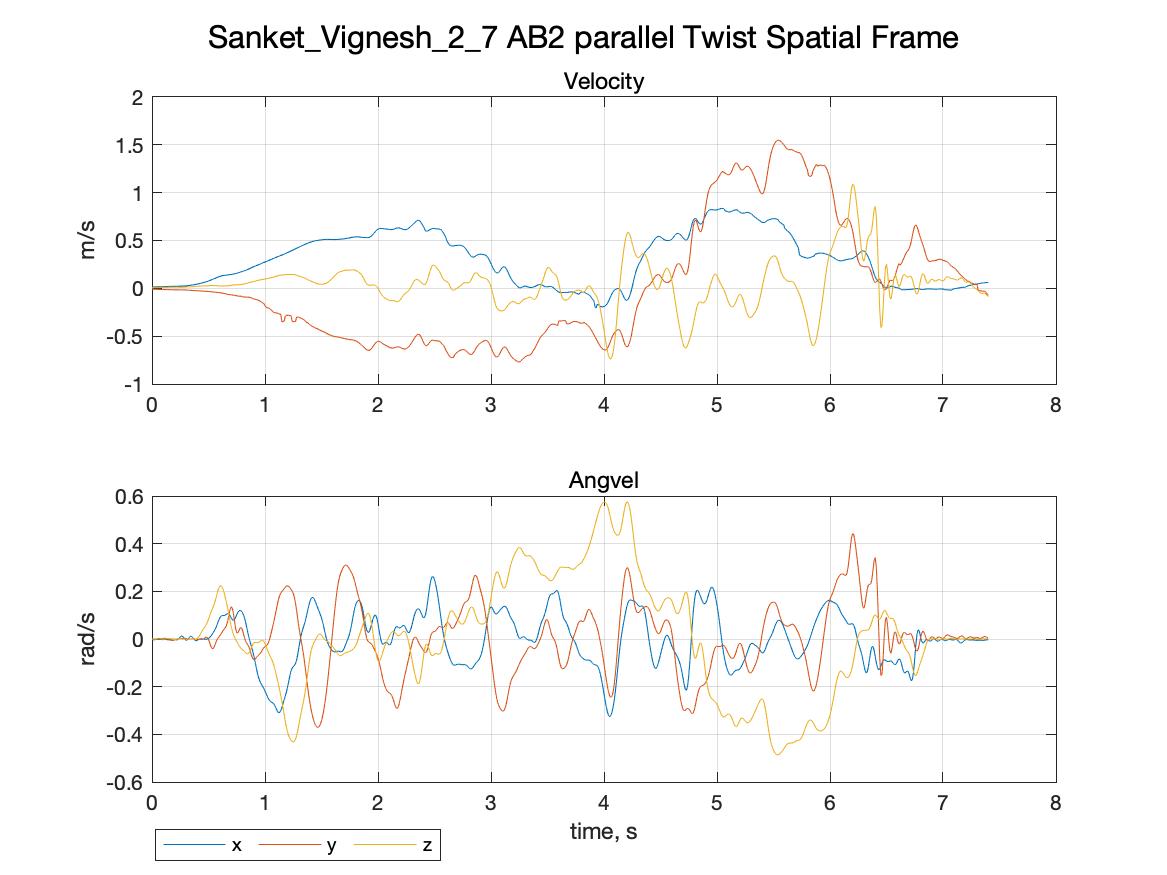 Sanket_Vignesh_2_7 AB2 parallel Twist Spatial Frame
Velocity
2
1.5
1
0.5
0
-0.5
-1
m/s
0 1 2 3 4 5 6 7 8
Angvel
0.6
0.4
0.2
0
-0.2
-0.4
-0.6
rad/s
0 1 2 3 4 5 6 7 8
time, s
x y z